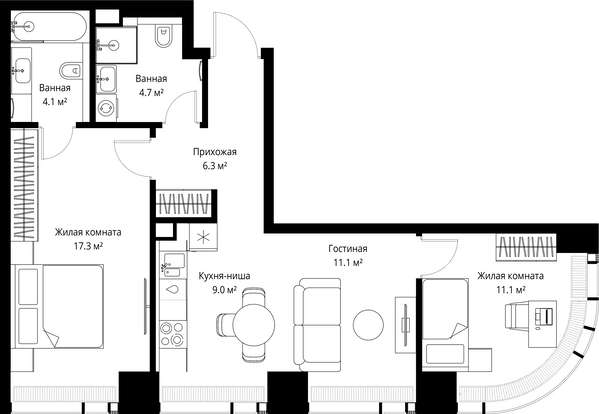 Ванная
4.1 м²
Ванная
4.7 м²
Прихожая
6.3 м²
Жилая комната
17.3 м²
Кухня-ниша
9.0 м²
Гостиная
11.1 м²
Жилая комната
11.1 м²